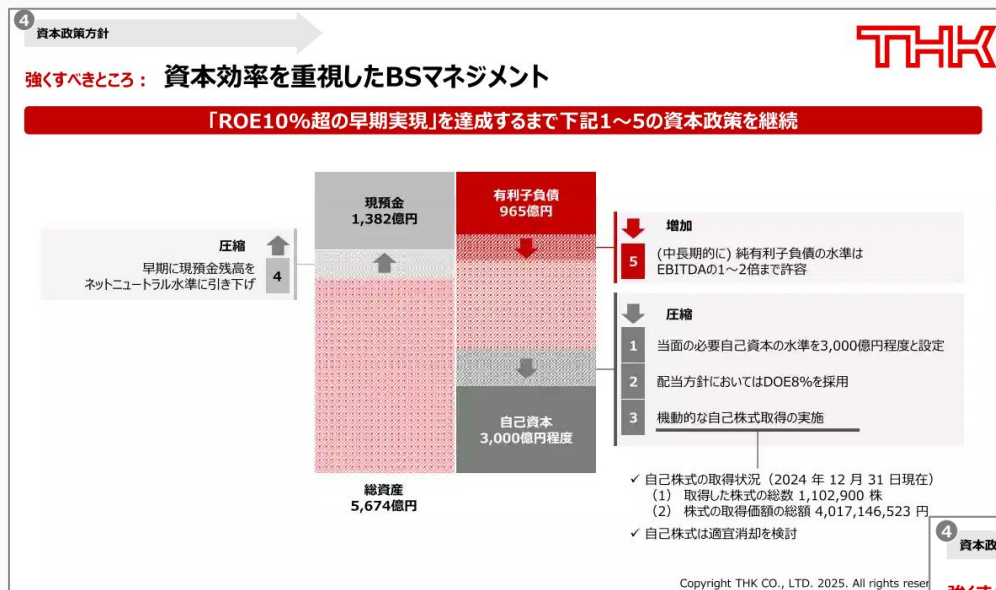 4
資本政策方針
THK
強くすべきところ： 資本効率を重視したBSマネジメント
「ROE10%超の早期実現」を達成するまで下記1～5の資本政策を継続
現預金
1,382億円
有利子負債
965億円
圧縮
早期に現預金残高を
ネットニュートラル水準に引き下げ
4
増加
5
(中長期的に) 純有利子負債の水準は
EBITDAの1～2倍まで許容
圧縮
1 当面の必要自己資本の水準を3,000億円程度と設定
2 配当方針においてはDOE8%を採用
3 機動的な自己株式取得の実施
自己資本
3,000億円程度
総資産
5,674億円
✓ 自己株式の取得状況（2024 年 12 月 31 日現在）
(1) 取得した株式の総数 1,102,900 株
(2) 株式の取得価額の総額 4,017,146,523 円
✓ 自己株式は適宜消却を検討
Copyright THK CO., LTD. 2025. All rights reser
4
資本政